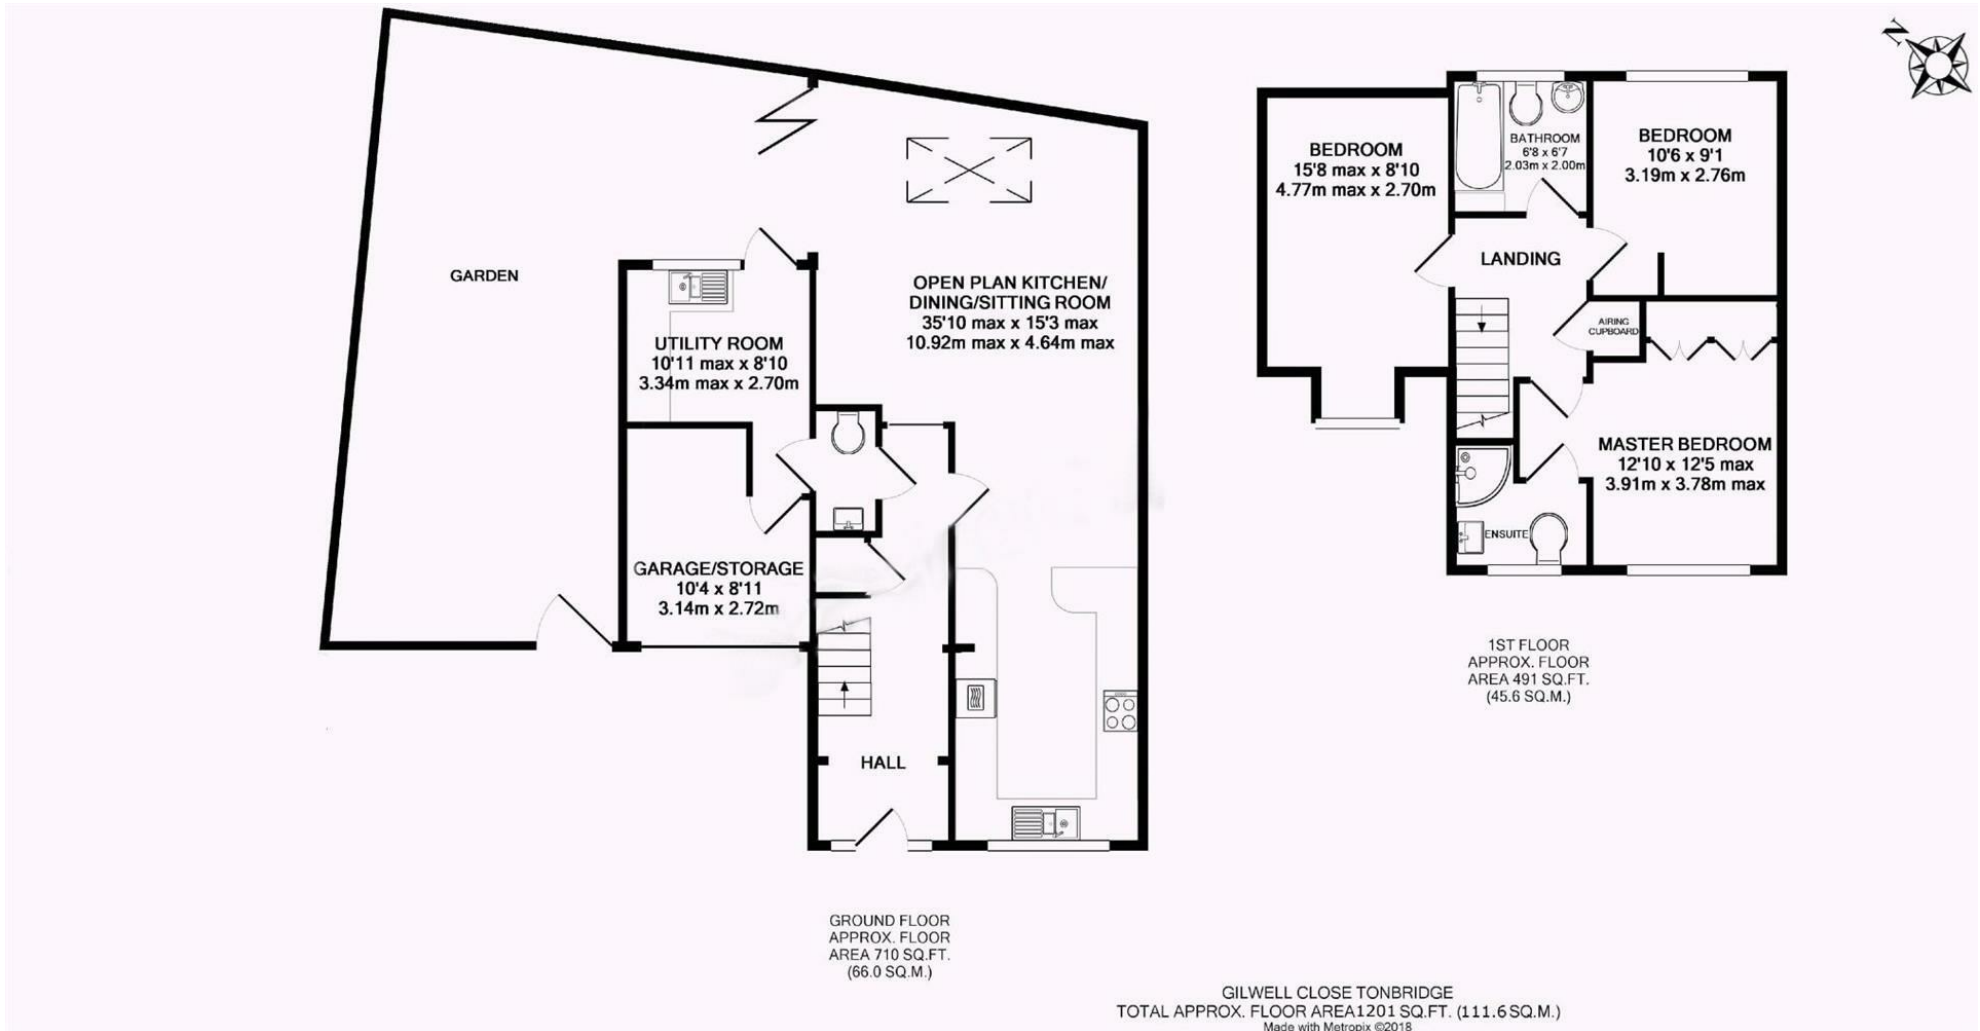 N
GARDEN
OPEN PLAN KITCHEN/
DINING/SITTING ROOM
35'10 max x 15'3 max
10.92m max x 4.64m max
UTILITY ROOM
10'11 max x 8'10
3.34m max x 2.70m
GARAGE/STORAGE
10'4 x 8'11
3.14m x 2.72m
HALL
GROUND FLOOR
APPROX. FLOOR
AREA 710 SQ.FT.
(66.0 SQ.M.)
BEDROOM
15'8 max x 8'10
4.77m max x 2.70m
BATHROOM
6'8 x 6'7
2.03m x 2.00m
BEDROOM
10'6 x 9'1
3.19m x 2.76m
LANDING
AIRING
CUPBOARD
MASTER BEDROOM
12'10 x 12'5 max
3.91m x 3.78m max
ENSUITE
1ST FLOOR
APPROX. FLOOR
AREA 491 SQ.FT.
(45.6 SQ.M.)
GILWELL CLOSE TONBRIDGE
TOTAL APPROX. FLOOR AREA1201 SQ.FT. (111.6SQ.M.)
Made with Metropix ©2018